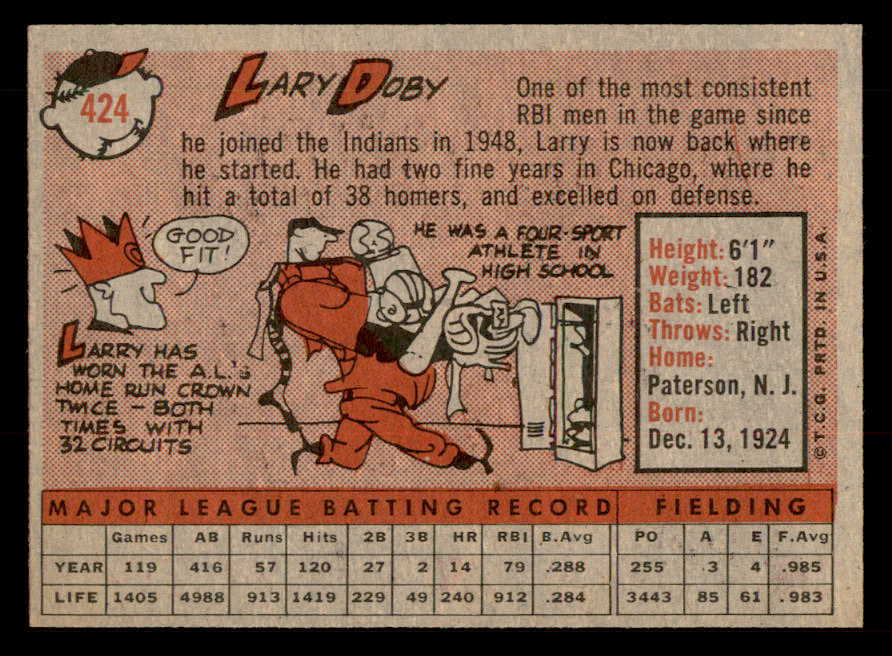 424
LARY DOBY
One of the most consistent
RBI men in the game since
he joined the Indians in 1948, Larry is now back where
he started. He had two fine years in Chicago, where he
hit a total of 38 homers, and excelled on defense.
GOOD
FIT!
HE WAS A FOUR-SPORT
ATHLETE IN
HIGH SCHOOL
LARRY HAS
WORN THE A.L.'S
HOME RUN CROWN
TWICE — BOTH
TIMES WITH
32 CIRCUITS
Height: 6'1"
Weight: 182
Bats: Left
Throws: Right
Home:
Paterson, N. J.
Born:
Dec. 13, 1924
© T.C.G. PRTD. IN U.S.A.
MAJOR LEAGUE BATTING RECORD FIELDING
Games AB Runs Hits 2B 3B HR RBI B.Avg PO A E F.Avg
YEAR 119 416 57 120 27 2 14 79 .288 255 3 4 .985
LIFE 1405 4988 913 1419 229 49 240 912 .284 3443 85 61 .983